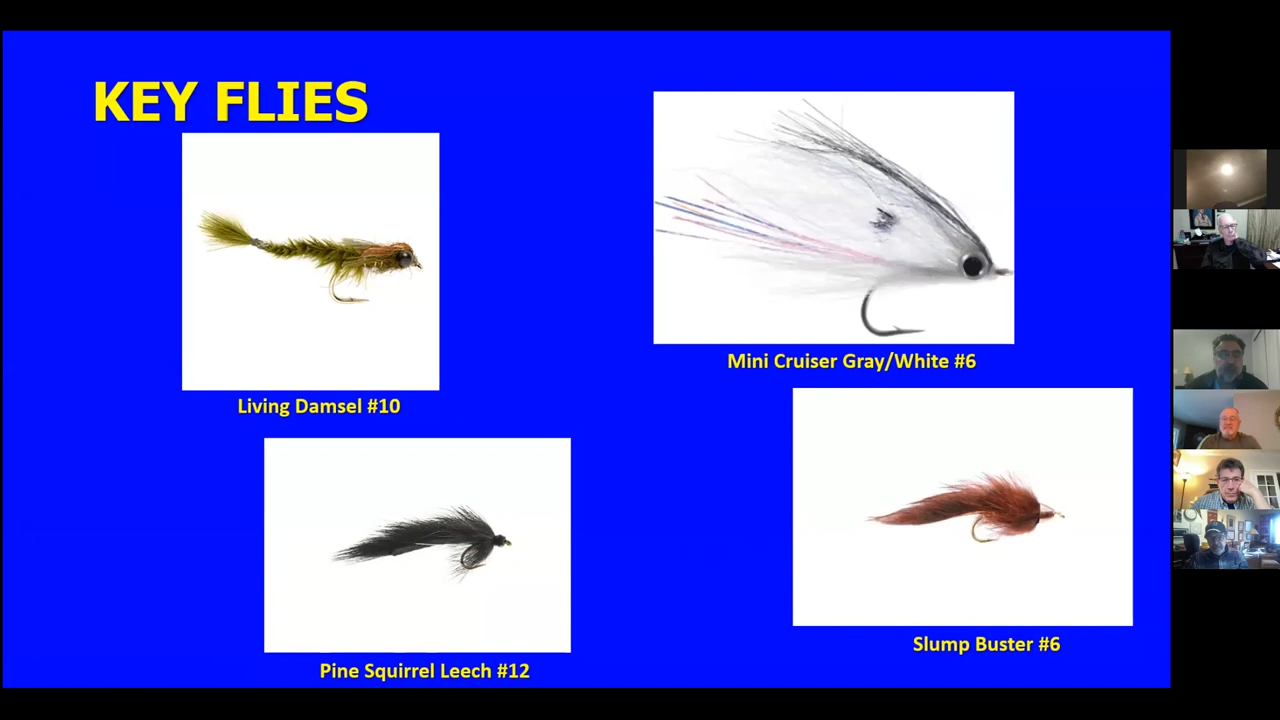 KEY FLIES
Living Damsel #10
Mini Cruiser Gray/White #6
Pine Squirrel Leech #12
Slump Buster #6